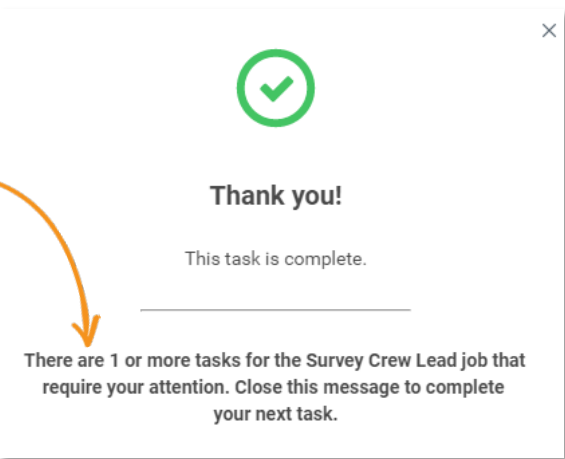 Thank you!
This task is complete.
There are 1 or more tasks for the Survey Crew Lead job that
require your attention. Close this message to complete
your next task.